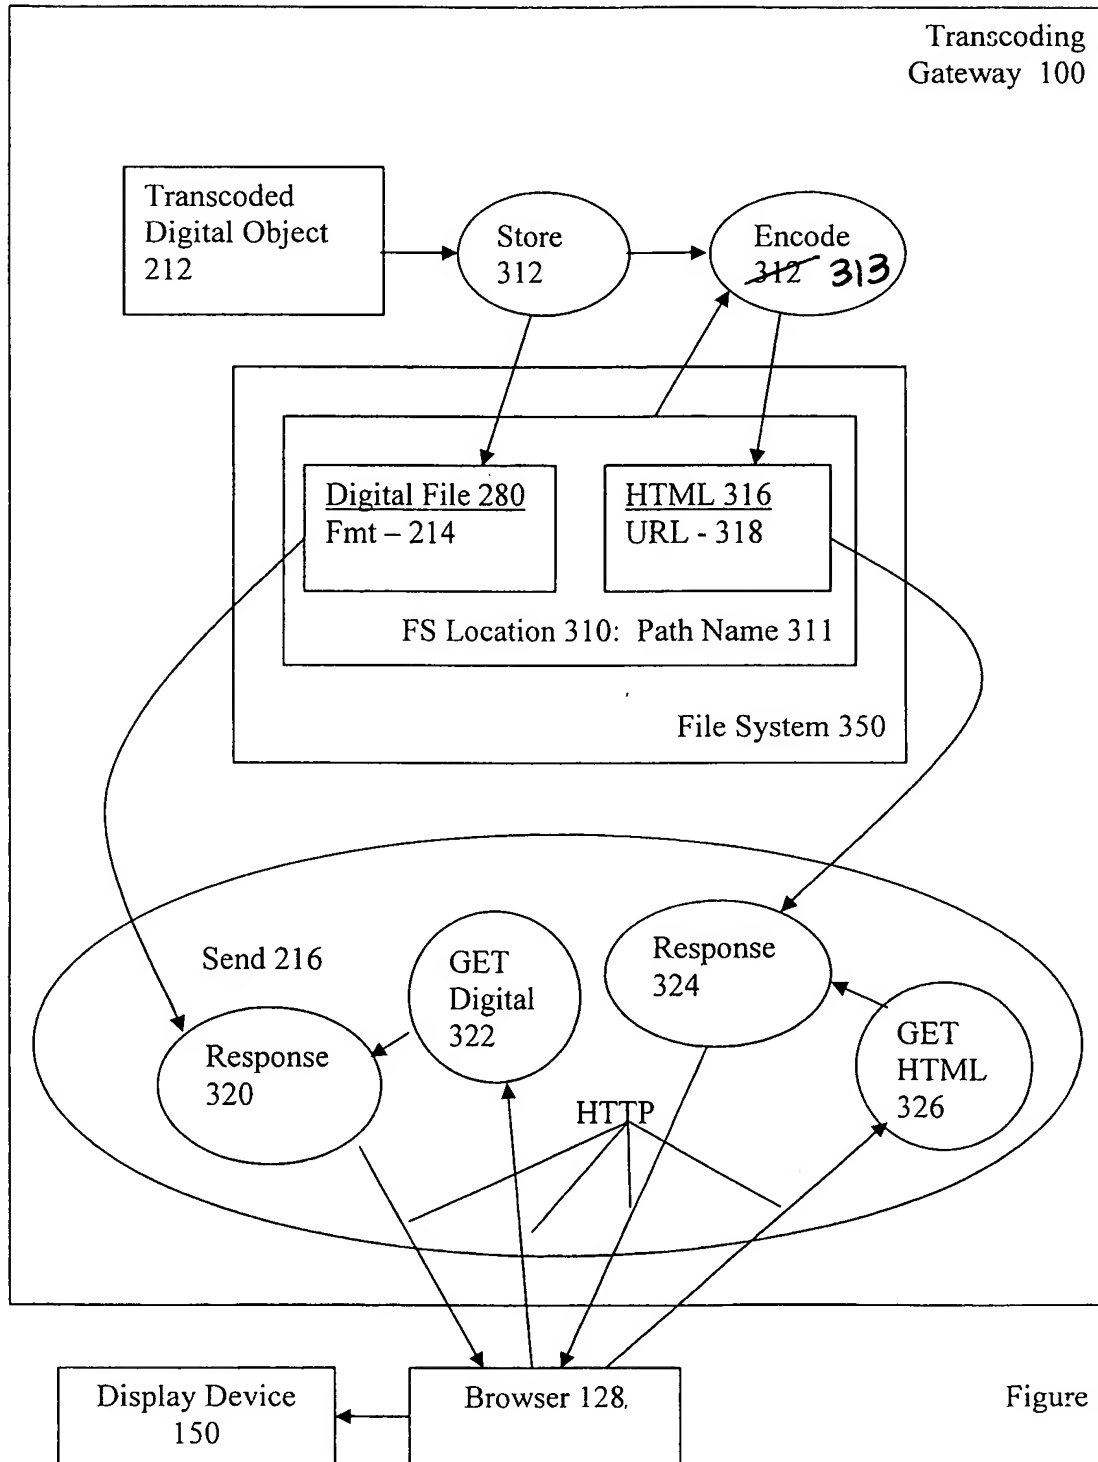 Transcoding
Gateway 100
Transcoded
Digital Object
212
Store
312
Encode
312 313
Digital File 280
Fmt – 214
HTML 316
URL - 318
FS Location 310: Path Name 311
File System 350
Send 216
GET
Digital
322
Response
324
Response
320
GET
HTML
326
HTTP
Display Device
150
Browser 128
Figure